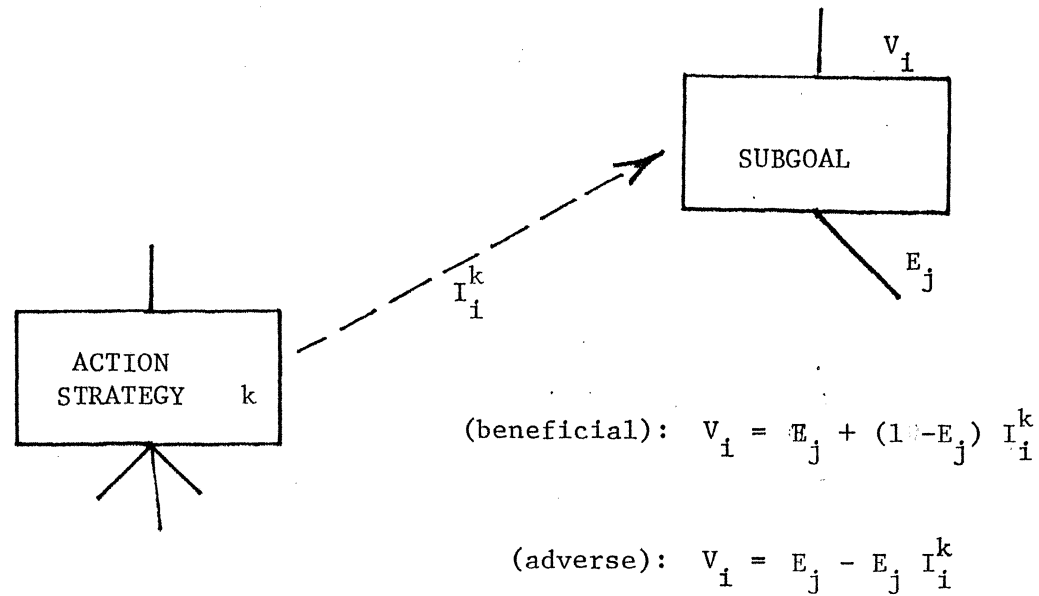 V_i
SUBGOAL
E_j
I_i^k
ACTION
STRATEGY k
(beneficial): V_i = E_j + (1 -E_j) I_i^k
(adverse): V_i = E_j - E_j I_i^k